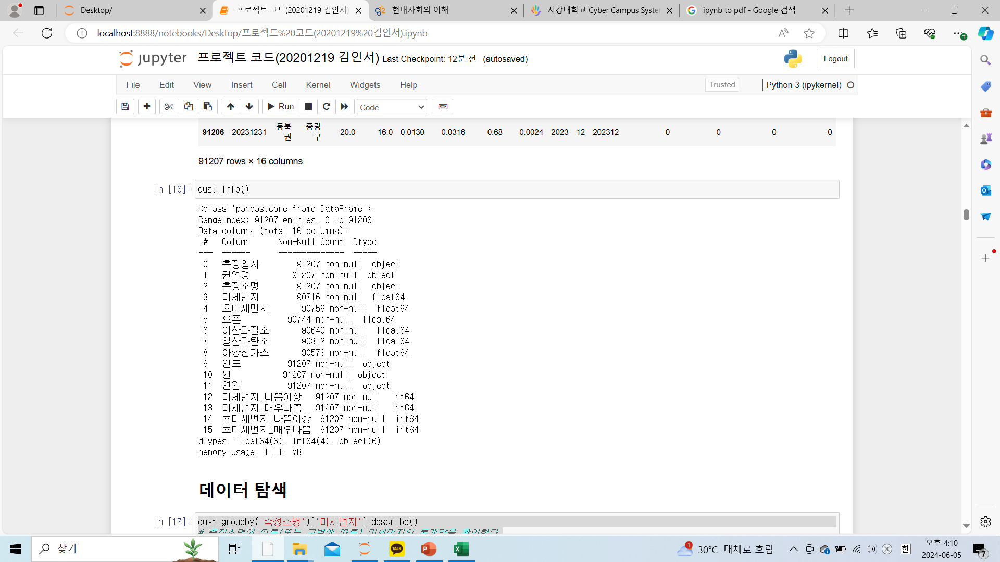 Desktop/
프로젝트 코드(20201219 김인서)
현대사회의 이해
서강대학교 Cyber Campus Syste
ipynb to pdf - Google 검색
localhost:8888/notebooks/Desktop/프로젝트%20코드(20201219%20김인서).ipynb
jupyter 프로젝트 코드(20201219 김인서) Last Checkpoint: 12분 전 (autosaved)
Logout
File Edit View Insert Cell Kernel Widgets Help
Trusted
Python 3 (ipykernel)
Run
Code
91206 20231231 동북권 중랑구 20.0 16.0 0.0130 0.0316 0.68 0.0024 2023 12 202312 0 0 0 0
91207 rows × 16 columns
In [16]: dust.info()
<class 'pandas.core.frame.DataFrame'>
RangeIndex: 91207 entries, 0 to 91206
Data columns (total 16 columns):
# Column Non-Null Count Dtype
--- ------ -------------- -----
0 측정일자 91207 non-null object
1 권역명 91207 non-null object
2 측정소명 91207 non-null object
3 미세먼지 90716 non-null float64
4 초미세먼지 90759 non-null float64
5 오존 90744 non-null float64
6 이산화질소 90640 non-null float64
7 일산화탄소 90312 non-null float64
8 아황산가스 90573 non-null float64
9 연도 91207 non-null object
10 월 91207 non-null object
11 연월 91207 non-null object
12 미세먼지_나쁨이상 91207 non-null int64
13 미세먼지_매우나쁨 91207 non-null int64
14 초미세먼지_나쁨이상 91207 non-null int64
15 초미세먼지_매우나쁨 91207 non-null int64
dtypes: float64(6), int64(4), object(6)
memory usage: 11.1+ MB
데이터 탐색
In [17]: dust.groupby('측정소명')['미세먼지'].describe()
# 측정소명에 따른(또는 구별에 따른) 미세먼지의 통계량을 확인한다
찾기
TALK
30°C 대체로 흐림
1
한
오후 4:10
2024-06-05
7